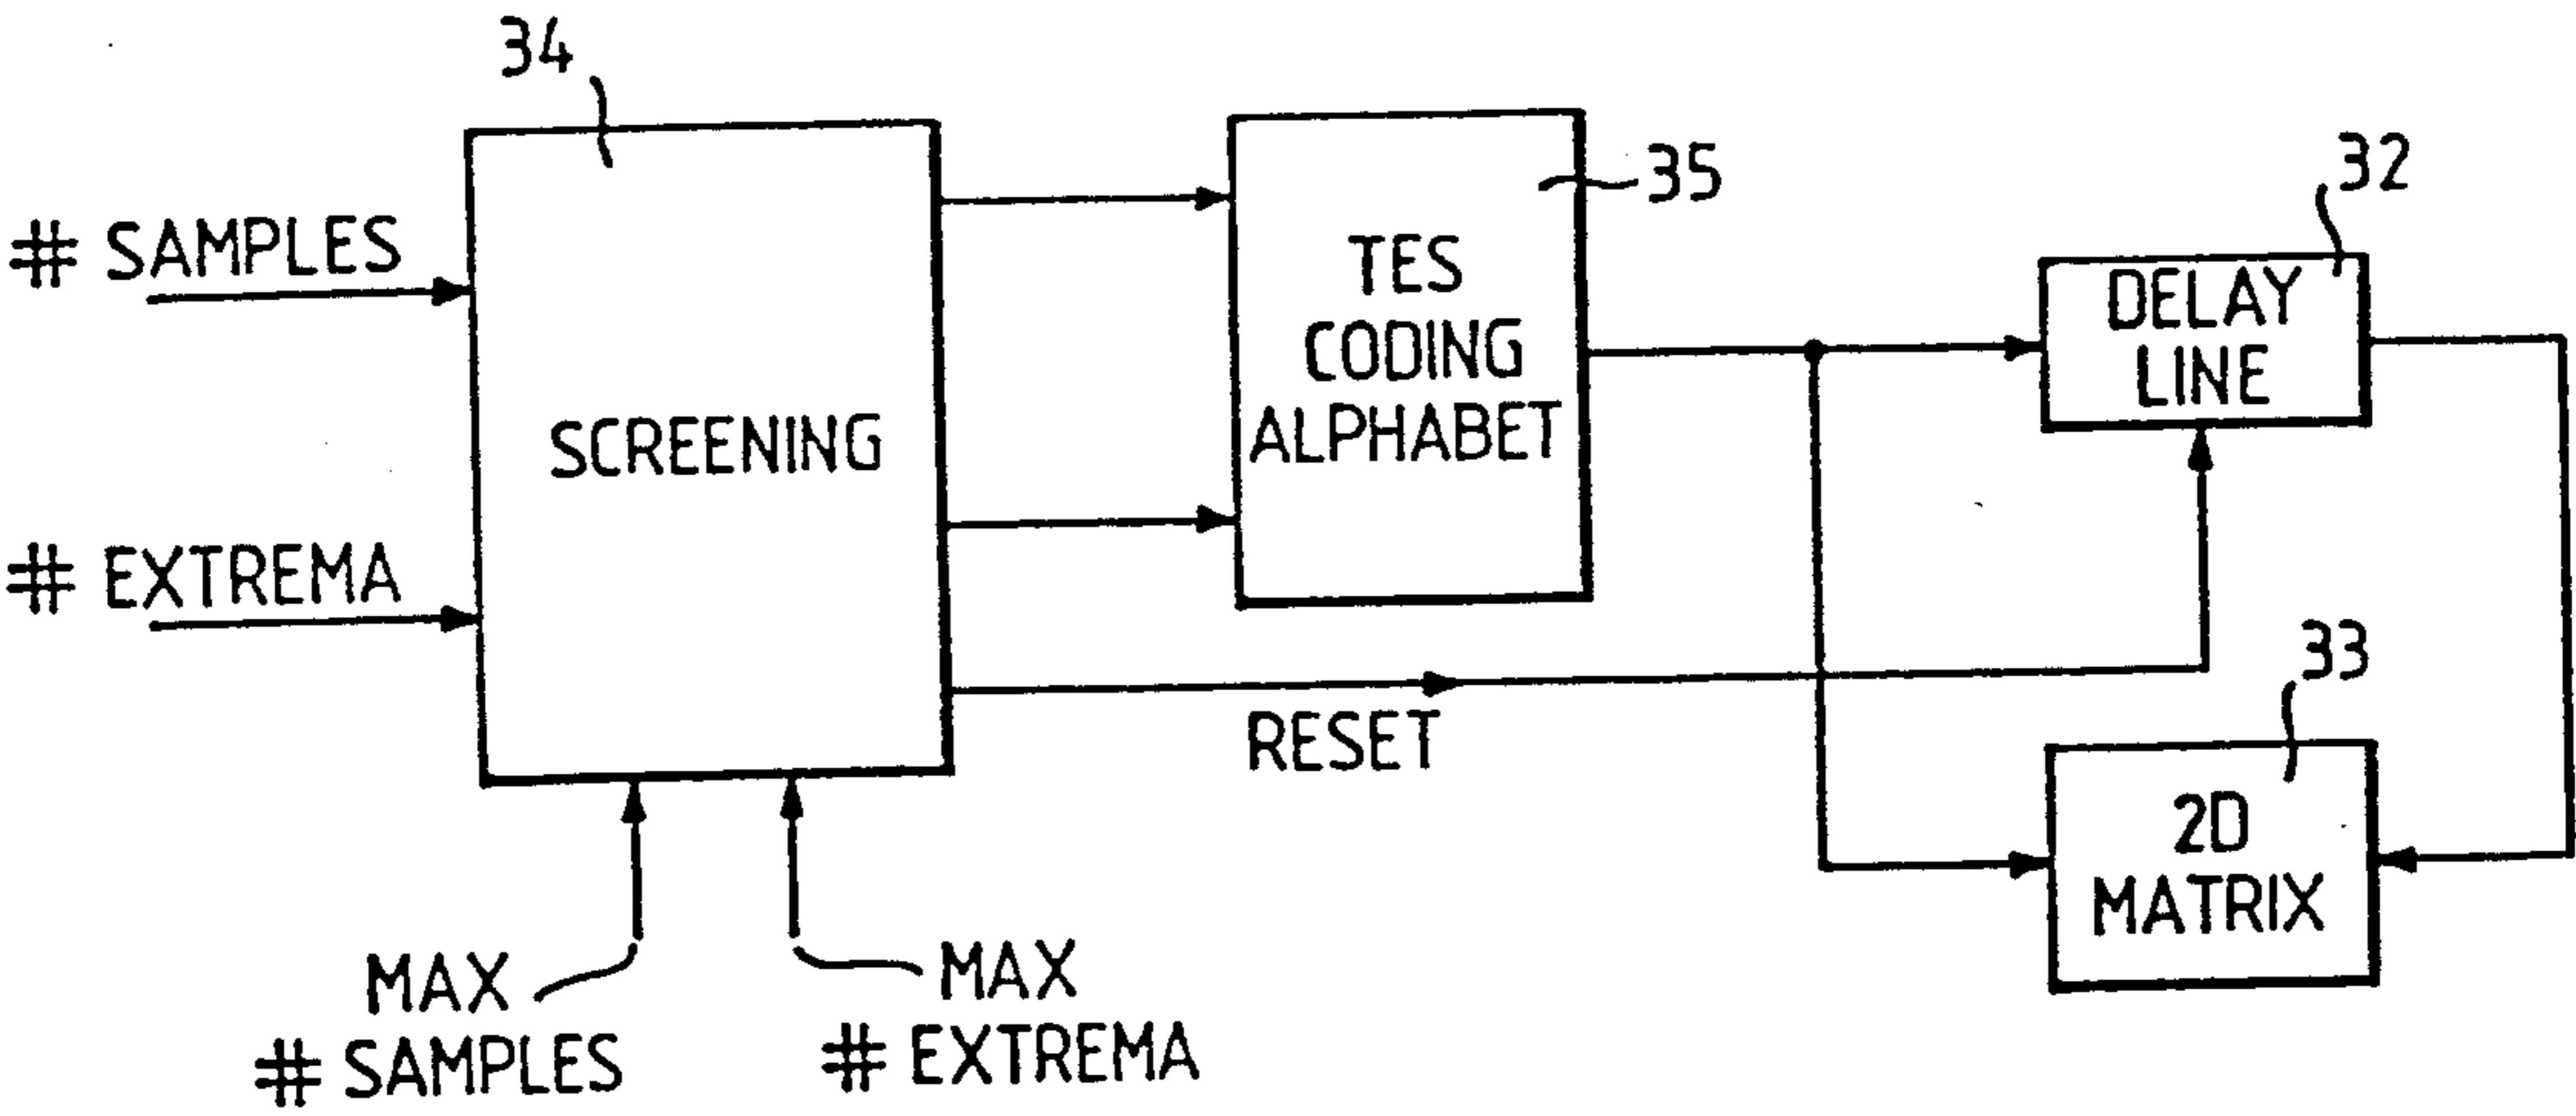 34
# SAMPLES
# EXTREMA
SCREENING
MAX
# SAMPLES
MAX
# EXTREMA
35
TES
CODING
ALPHABET
RESET
32
DELAY
LINE
33
2D
MATRIX